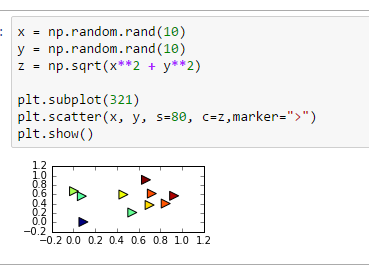 :
x = np.random.rand(10)
y = np.random.rand(10)
z = np.sqrt(x**2 + y**2)
plt.subplot(321)
plt.scatter(x, y, s=80, c=z,marker=">")
plt.show()
1.2
1.0
0.8
0.6
0.4
0.2
0.0
−0.2
−0.2 0.0 0.2 0.4 0.6 0.8 1.0 1.2